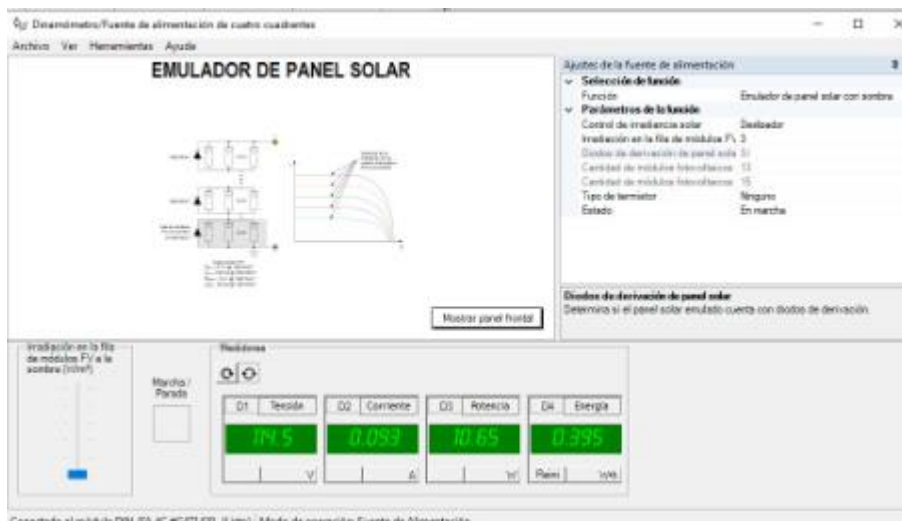 Dinamómetro/Fuente de alimentación de cuatro cuadrantes
Archivo Ver Herramientas Ayuda
EMULADOR DE PANEL SOLAR
Mostrar panel frontal
Ajustes de la fuente de alimentación
Selección de función
Función Emulador de panel solar con sombra
Parámetros de la función
Control de irradiancia solar Deslizador
Irradiación en la fila de módulos FV 3
Diodos de derivación de panel sola Sí
Cantidad de módulos fotovoltaicos 13
Cantidad de módulos fotovoltaicos 15
Tipo de termistor Ninguno
Estado En marcha
Diodos de derivación de panel solar
Determina si el panel solar emulado cuenta con diodos de derivación.
Irradiación en la fila
de módulos FV a la
sombra (W/m²)
Marcha /
Parada
Medidores
D1 Tensión
114.5
V
D2 Corriente
0.093
A
D3 Potencia
10.65
W
D4 Energía
0.395
Reini Wh